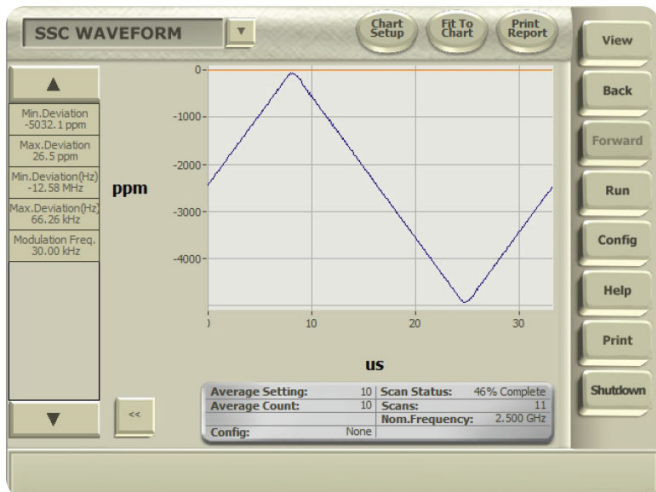 SSC WAVEFORM
Chart Setup
Fit To Chart
Print Report
View
Back
Forward
Run
Config
Help
Print
Shutdown
Min.Deviation
-5032.1 ppm
Max.Deviation
26.5 ppm
Min.Deviation(Hz)
-12.58 MHz
Max.Deviation(Hz)
66.26 kHz
Modulation Freq.
30.00 kHz
ppm
0
-1000
-2000
-3000
-4000
10
20
30
us
<<
Average Setting: 10 Scan Status: 46% Complete
Average Count: 10 Scans: 11
Nom.Frequency: 2.500 GHz
Config: None